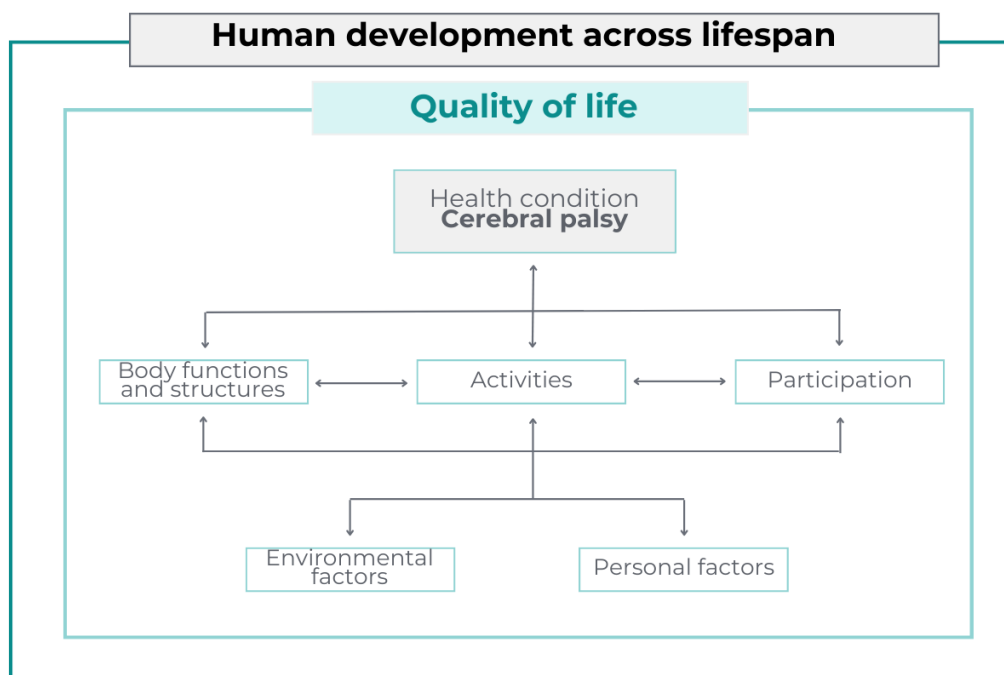 Human development across lifespan
Quality of life
Health condition
Cerebral palsy
Body functions
and structures
Activities
Participation
Environmental
factors
Personal factors